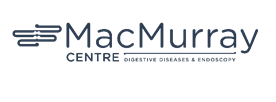 MacMurray
CENTRE DIGESTIVE DISEASES & ENDOSCOPY